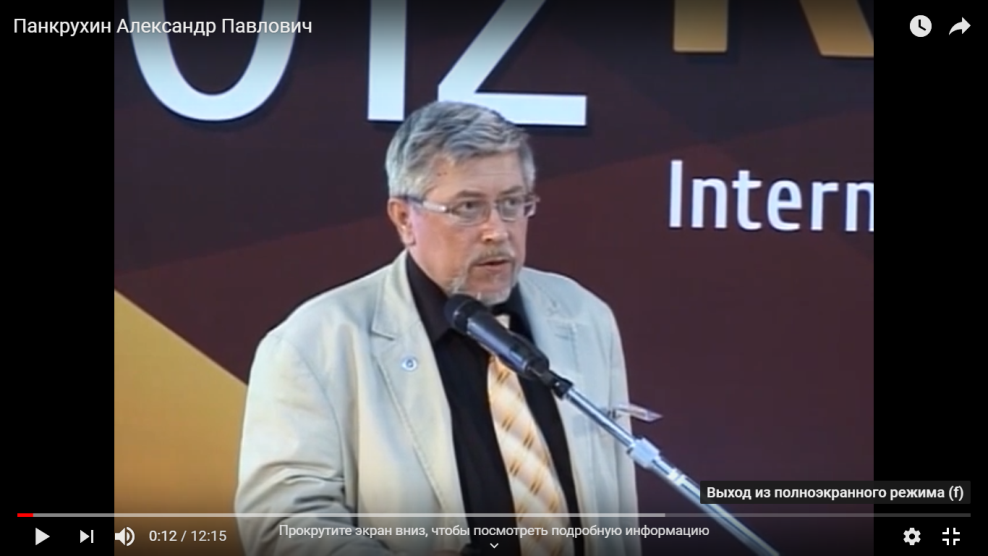 Панкрухин Александр Павлович
012
Intern
Выход из полноэкранного режима (f)
0:12 / 12:15
Прокрутите экран вниз, чтобы посмотреть подробную информацию